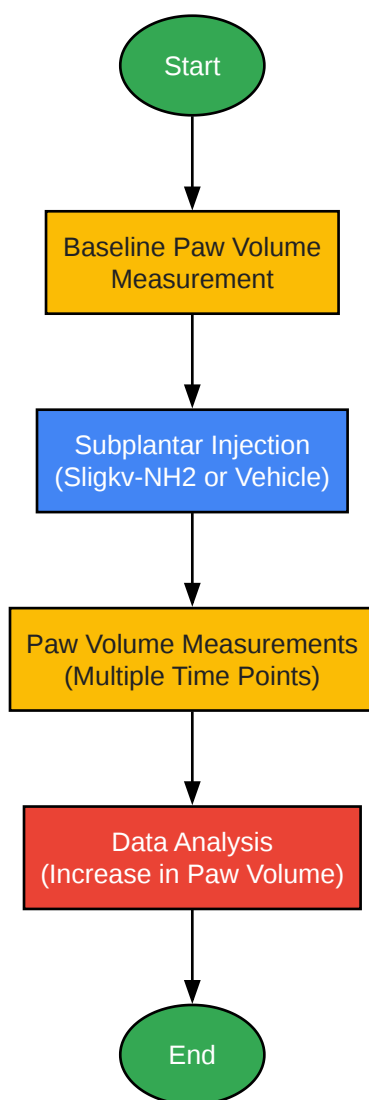 Start
Baseline Paw Volume
Measurement
Subplantar Injection
(Sligkv-NH2 or Vehicle)
Paw Volume Measurements
(Multiple Time Points)
Data Analysis
(Increase in Paw Volume)
End